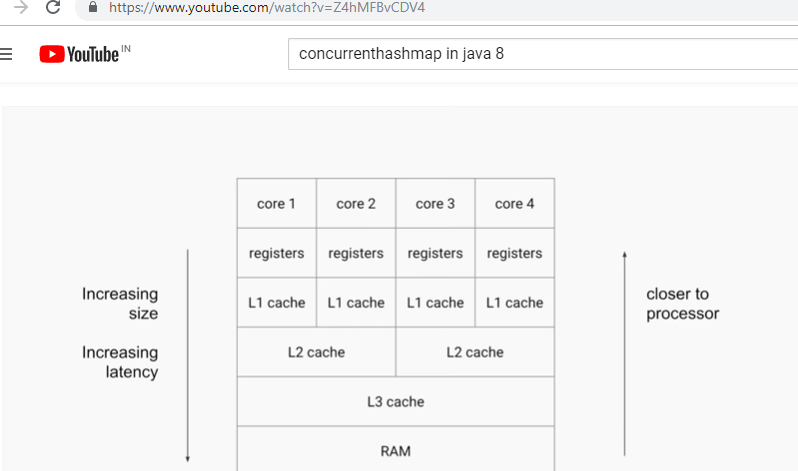 https://www.youtube.com/watch?v=Z4hMFBvCDV4
YouTube IN
concurrenthashmap in java 8
core 1 core 2 core 3 core 4
registers registers registers registers
Increasing
size
L1 cache L1 cache L1 cache L1 cache
closer to
processor
Increasing
latency
L2 cache L2 cache
L3 cache
RAM